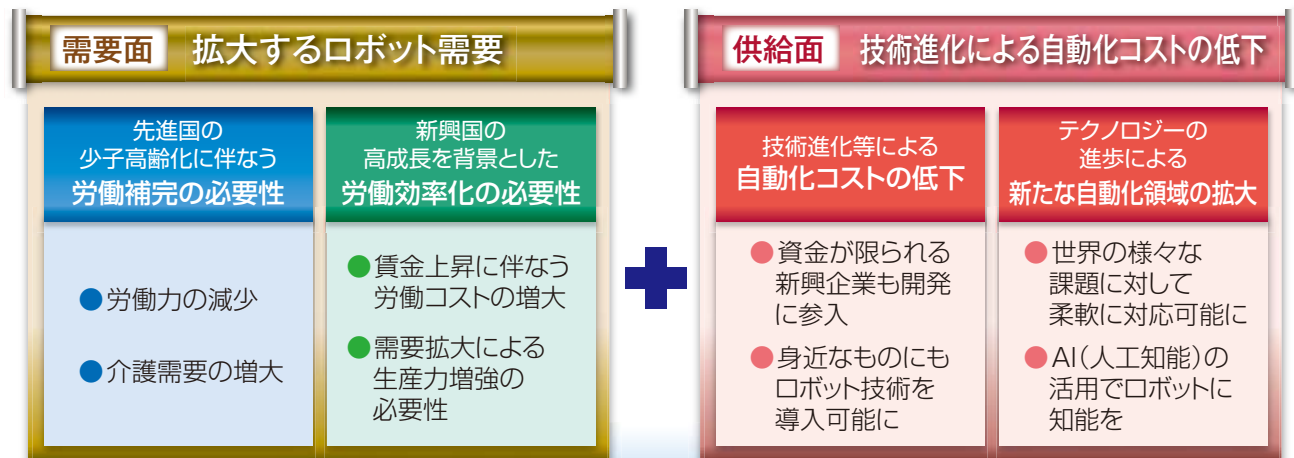 需要面 拡大するロボット需要
先進国の
少子高齢化に伴なう
労働補完の必要性
●労働力の減少
●介護需要の増大
新興国の
高成長を背景とした
労働効率化の必要性
●賃金上昇に伴なう
労働コストの増大
●需要拡大による
生産力増強の
必要性
供給面 技術進化による自動化コストの低下
技術進化等による
自動化コストの低下
●資金が限られる
新興企業も開発
に参入
●身近なものにも
ロボット技術を
導入可能に
テクノロジーの
進歩による
新たな自動化領域の拡大
●世界の様々な
課題に対して
柔軟に対応可能に
●AI(人工知能)の
活用でロボットに
知能を